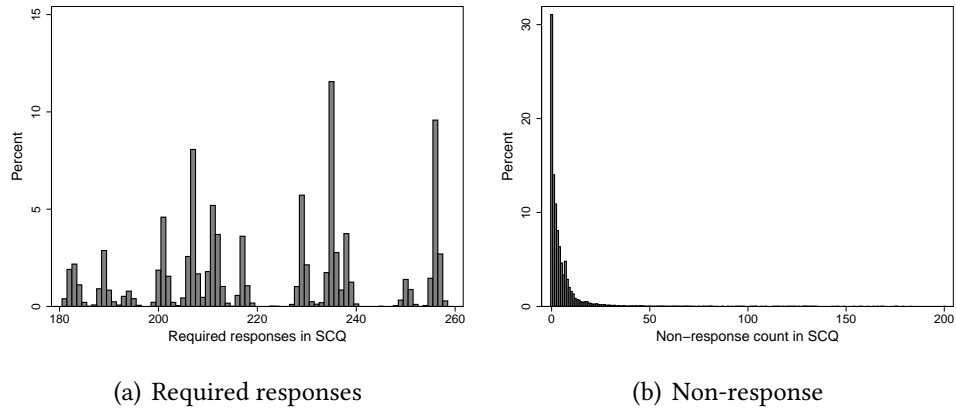 15
10
5
0
Percent
180 200 220 240 260
Required responses in SCQ
(a) Required responses
30
20
10
0
Percent
0 50 100 150 200
Non−response count in SCQ
(b) Non-response